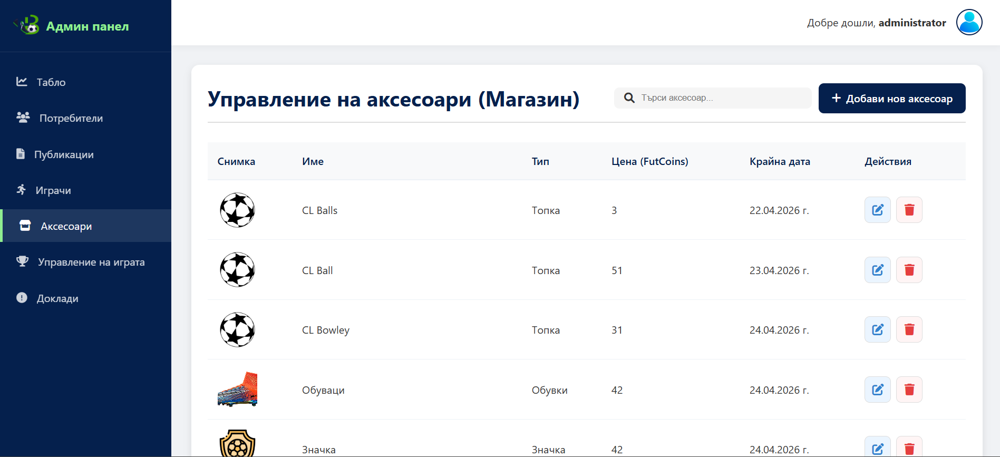 Админ панел
Добре дошли, administrator
Табло
Потребители
Публикации
Играчи
Аксесоари
Управление на играта
Доклади
Управление на аксесоари (Магазин)
Търси аксесоар...
+ Добави нов аксесоар
Снимка Име Тип Цена (FutCoins) Крайна дата Действия
CL Balls Топка 3 22.04.2026 г.
CL Ball Топка 51 23.04.2026 г.
CL Bowley Топка 31 24.04.2026 г.
Обуваци Обувки 42 24.04.2026 г.
Значка Значка 42 24.04.2026 г.